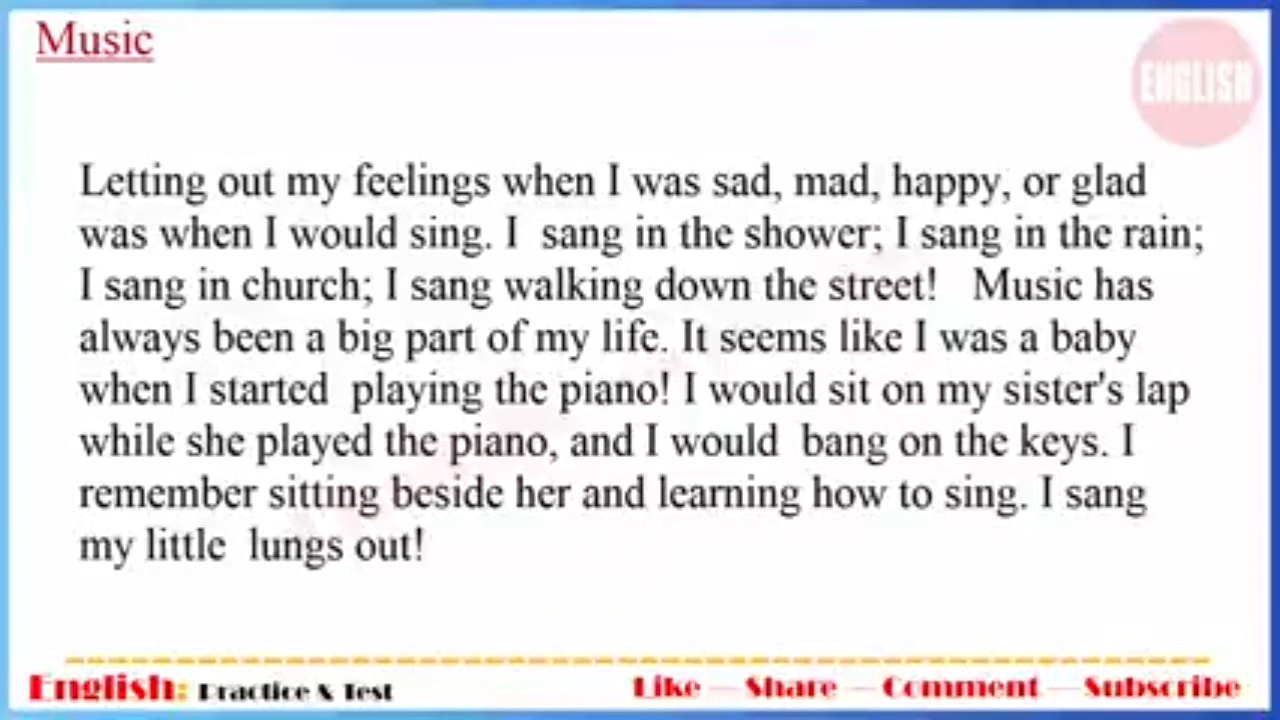 Music
ENGLISH
Letting out my feelings when I was sad, mad, happy, or glad
was when I would sing. I  sang in the shower; I sang in the rain;
I sang in church; I sang walking down the street!   Music has
always been a big part of my life. It seems like I was a baby
when I started  playing the piano! I would sit on my sister's lap
while she played the piano, and I would  bang on the keys. I
remember sitting beside her and learning how to sing. I sang
my little  lungs out!
English: Practice & Test
Like — Share — Comment — Subscribe